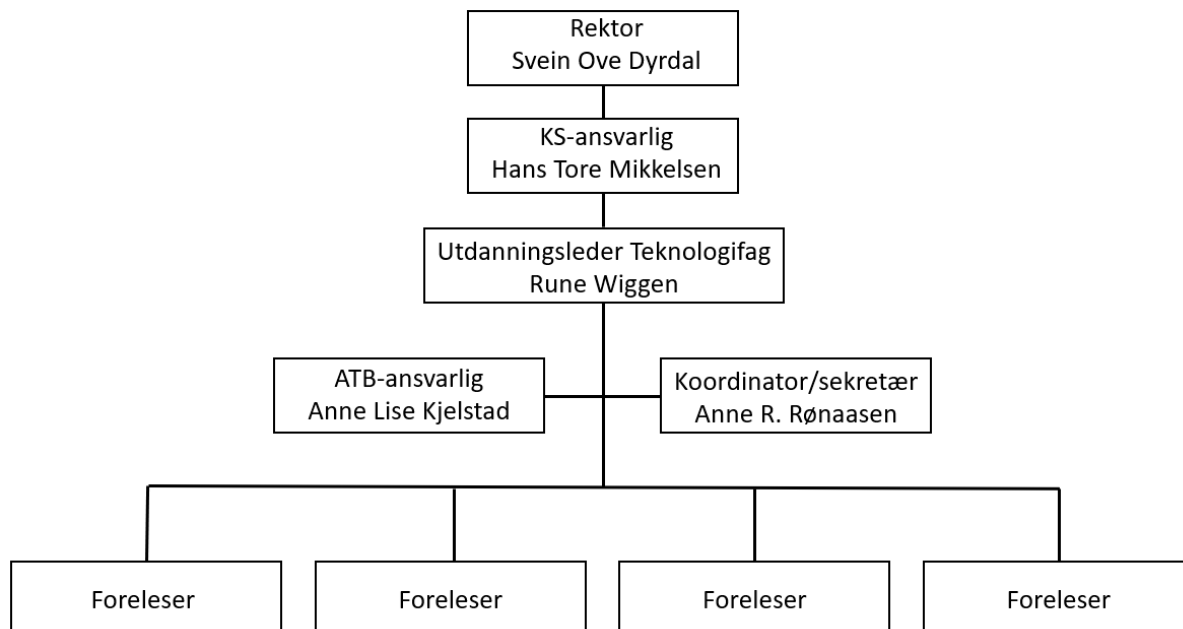 Rektor
Svein Ove Dyrdal
KS-ansvarlig
Hans Tore Mikkelsen
Utdanningsleder Teknologifag
Rune Wiggen
ATB-ansvarlig
Anne Lise Kjelstad
Koordinator/sekretær
Anne R. Rønaasen
Foreleser
Foreleser
Foreleser
Foreleser